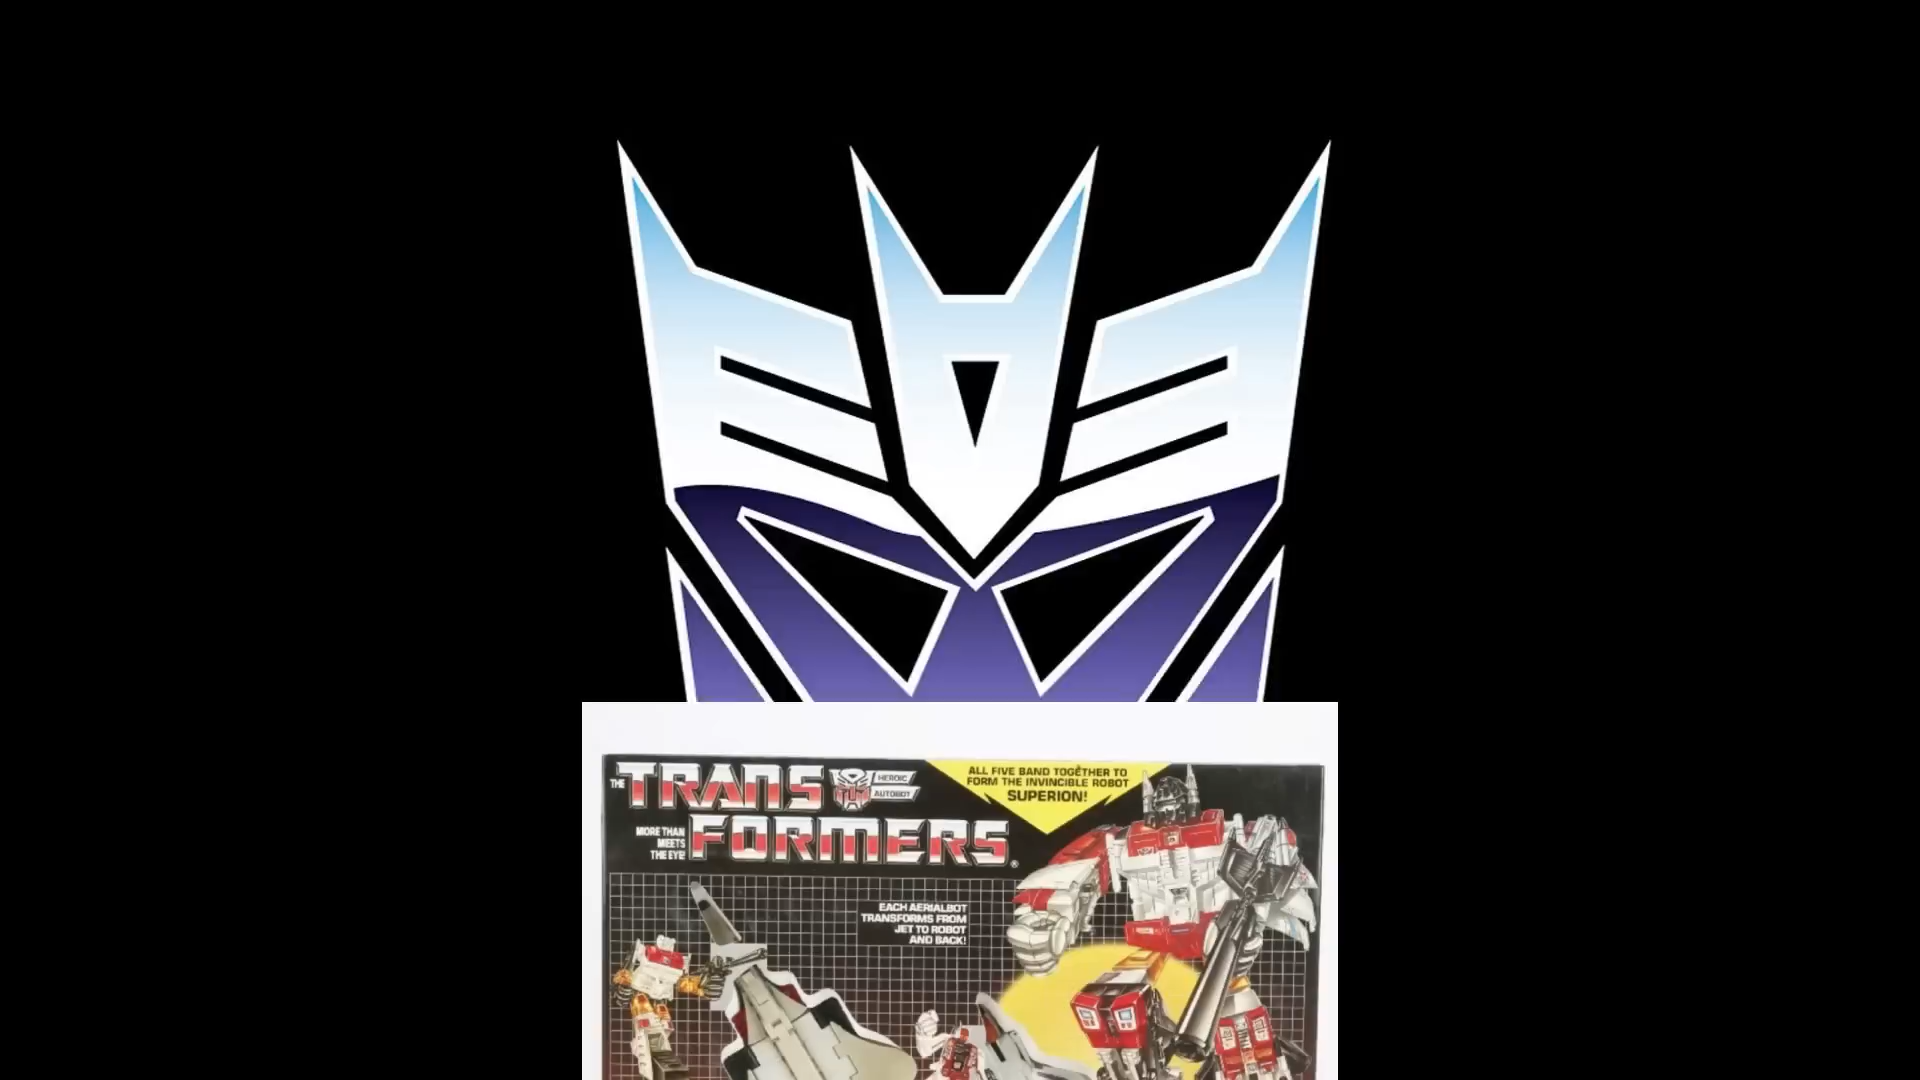 THE
TRANS
HEROIC
AUTOBOT
FORMERS®
MORE THAN
MEETS
THE EYE!
ALL FIVE BAND TOGETHER TO
FORM THE INVINCIBLE ROBOT
SUPERION!
EACH AERIALBOT
TRANSFORMS FROM
JET TO ROBOT
AND BACK!